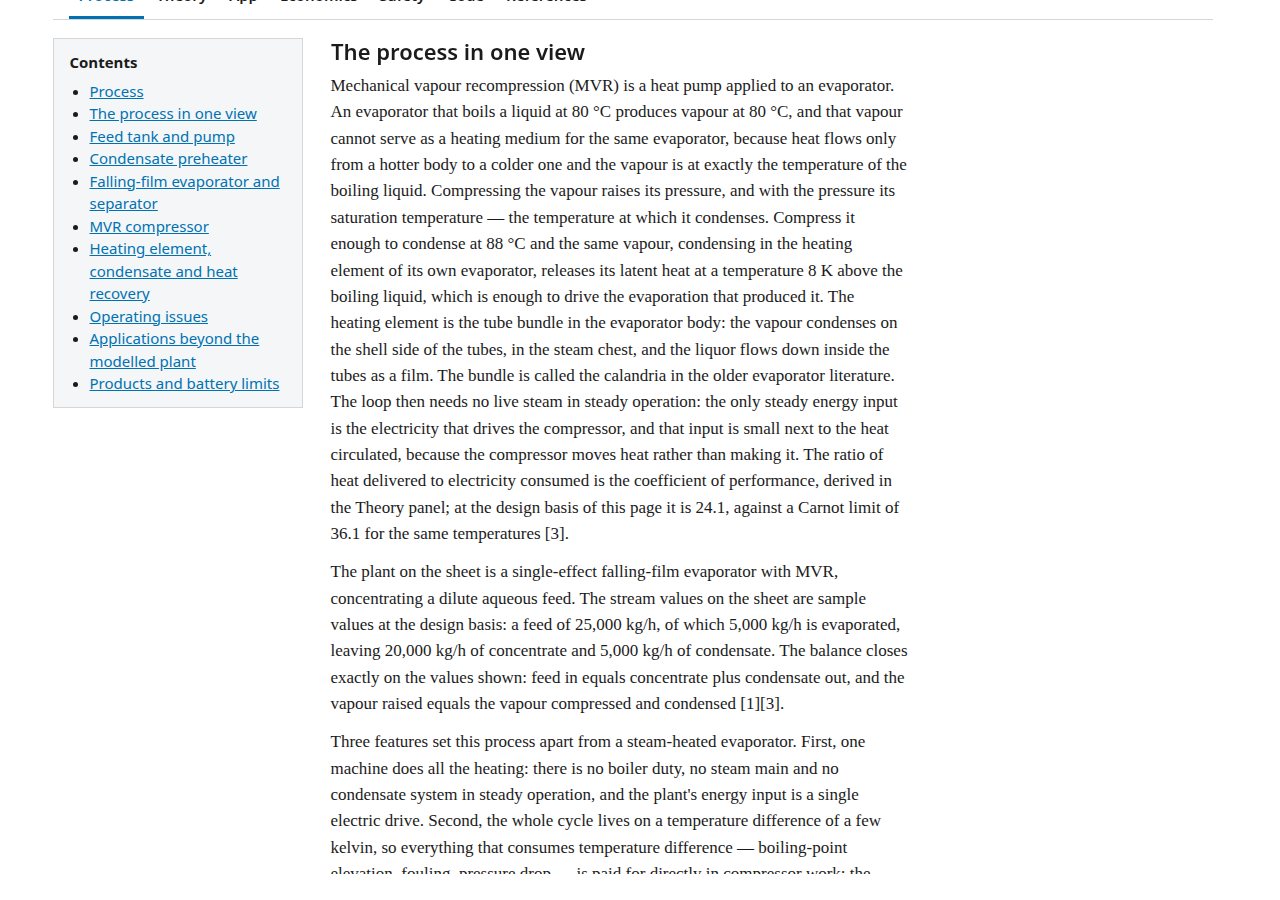 Process Theory App Economics Safety Code References
Contents
Process
The process in one view
Feed tank and pump
Condensate preheater
Falling-film evaporator and
separator
MVR compressor
Heating element,
condensate and heat
recovery
Operating issues
Applications beyond the
modelled plant
Products and battery limits
The process in one view
Mechanical vapour recompression (MVR) is a heat pump applied to an evaporator.
An evaporator that boils a liquid at 80 °C produces vapour at 80 °C, and that vapour
cannot serve as a heating medium for the same evaporator, because heat flows only
from a hotter body to a colder one and the vapour is at exactly the temperature of the
boiling liquid. Compressing the vapour raises its pressure, and with the pressure its
saturation temperature — the temperature at which it condenses. Compress it
enough to condense at 88 °C and the same vapour, condensing in the heating
element of its own evaporator, releases its latent heat at a temperature 8 K above the
boiling liquid, which is enough to drive the evaporation that produced it. The
heating element is the tube bundle in the evaporator body: the vapour condenses on
the shell side of the tubes, in the steam chest, and the liquor flows down inside the
tubes as a film. The bundle is called the calandria in the older evaporator literature.
The loop then needs no live steam in steady operation: the only steady energy input
is the electricity that drives the compressor, and that input is small next to the heat
circulated, because the compressor moves heat rather than making it. The ratio of
heat delivered to electricity consumed is the coefficient of performance, derived in
the Theory panel; at the design basis of this page it is 24.1, against a Carnot limit of
36.1 for the same temperatures [3].
The plant on the sheet is a single-effect falling-film evaporator with MVR,
concentrating a dilute aqueous feed. The stream values on the sheet are sample
values at the design basis: a feed of 25,000 kg/h, of which 5,000 kg/h is evaporated,
leaving 20,000 kg/h of concentrate and 5,000 kg/h of condensate. The balance closes
exactly on the values shown: feed in equals concentrate plus condensate out, and the
vapour raised equals the vapour compressed and condensed [1][3].
Three features set this process apart from a steam-heated evaporator. First, one
machine does all the heating: there is no boiler duty, no steam main and no
condensate system in steady operation, and the plant's energy input is a single
electric drive. Second, the whole cycle lives on a temperature difference of a few
kelvin, so everything that consumes temperature difference — boiling-point
elevation, fouling, pressure drop — is paid for directly in compressor work; the